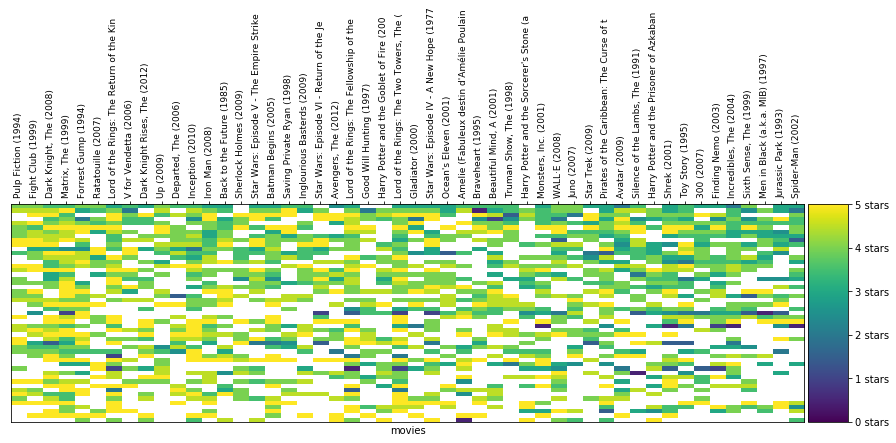 Pulp Fiction (1994)
Fight Club (1999)
Dark Knight, The (2008)
Matrix, The (1999)
Forrest Gump (1994)
Ratatouille (2007)
Lord of the Rings: The Return of the Kin
V for Vendetta (2006)
Dark Knight Rises, The (2012)
Up (2009)
Departed, The (2006)
Inception (2010)
Iron Man (2008)
Back to the Future (1985)
Sherlock Holmes (2009)
Star Wars: Episode V - The Empire Strike
Batman Begins (2005)
Saving Private Ryan (1998)
Inglourious Basterds (2009)
Star Wars: Episode VI - Return of the Je
Avengers, The (2012)
Lord of the Rings: The Fellowship of the
Good Will Hunting (1997)
Harry Potter and the Goblet of Fire (200
Lord of the Rings: The Two Towers, The (
Gladiator (2000)
Star Wars: Episode IV - A New Hope (1977
Ocean's Eleven (2001)
Amelie (Fabuleux destin d'Amélie Poulain
Braveheart (1995)
Beautiful Mind, A (2001)
Truman Show, The (1998)
Harry Potter and the Sorcerer's Stone (a
Monsters, Inc. (2001)
WALL·E (2008)
Juno (2007)
Star Trek (2009)
Pirates of the Caribbean: The Curse of t
Avatar (2009)
Silence of the Lambs, The (1991)
Harry Potter and the Prisoner of Azkaban
Shrek (2001)
Toy Story (1995)
300 (2007)
Finding Nemo (2003)
Incredibles, The (2004)
Sixth Sense, The (1999)
Men in Black (a.k.a. MIB) (1997)
Jurassic Park (1993)
Spider-Man (2002)
5 stars
4 stars
3 stars
2 stars
1 stars
0 stars
movies